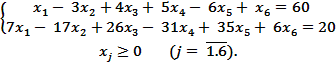 x₁ − 3x₂ + 4x₃ + 5x₄ − 6x₅ + x₆ = 60
7x₁ − 17x₂ + 26x₃ − 31x₄ + 35x₅ + 6x₆ = 20
xⱼ ≥ 0 (j = 1.6).